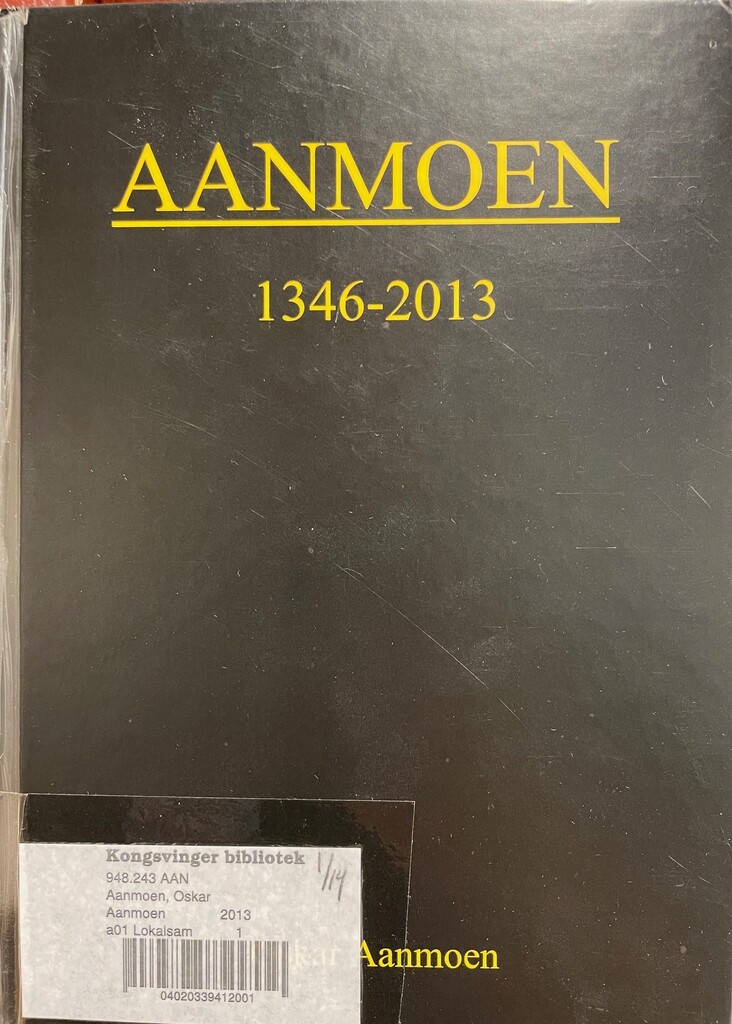 AANMOEN
1346-2013
Kongsvinger bibliotek
1/14
948.243 AAN
Aanmoen, Oskar
Aanmoen 2013
a01 Lokalsam 1
04020339412001
Aanmoen